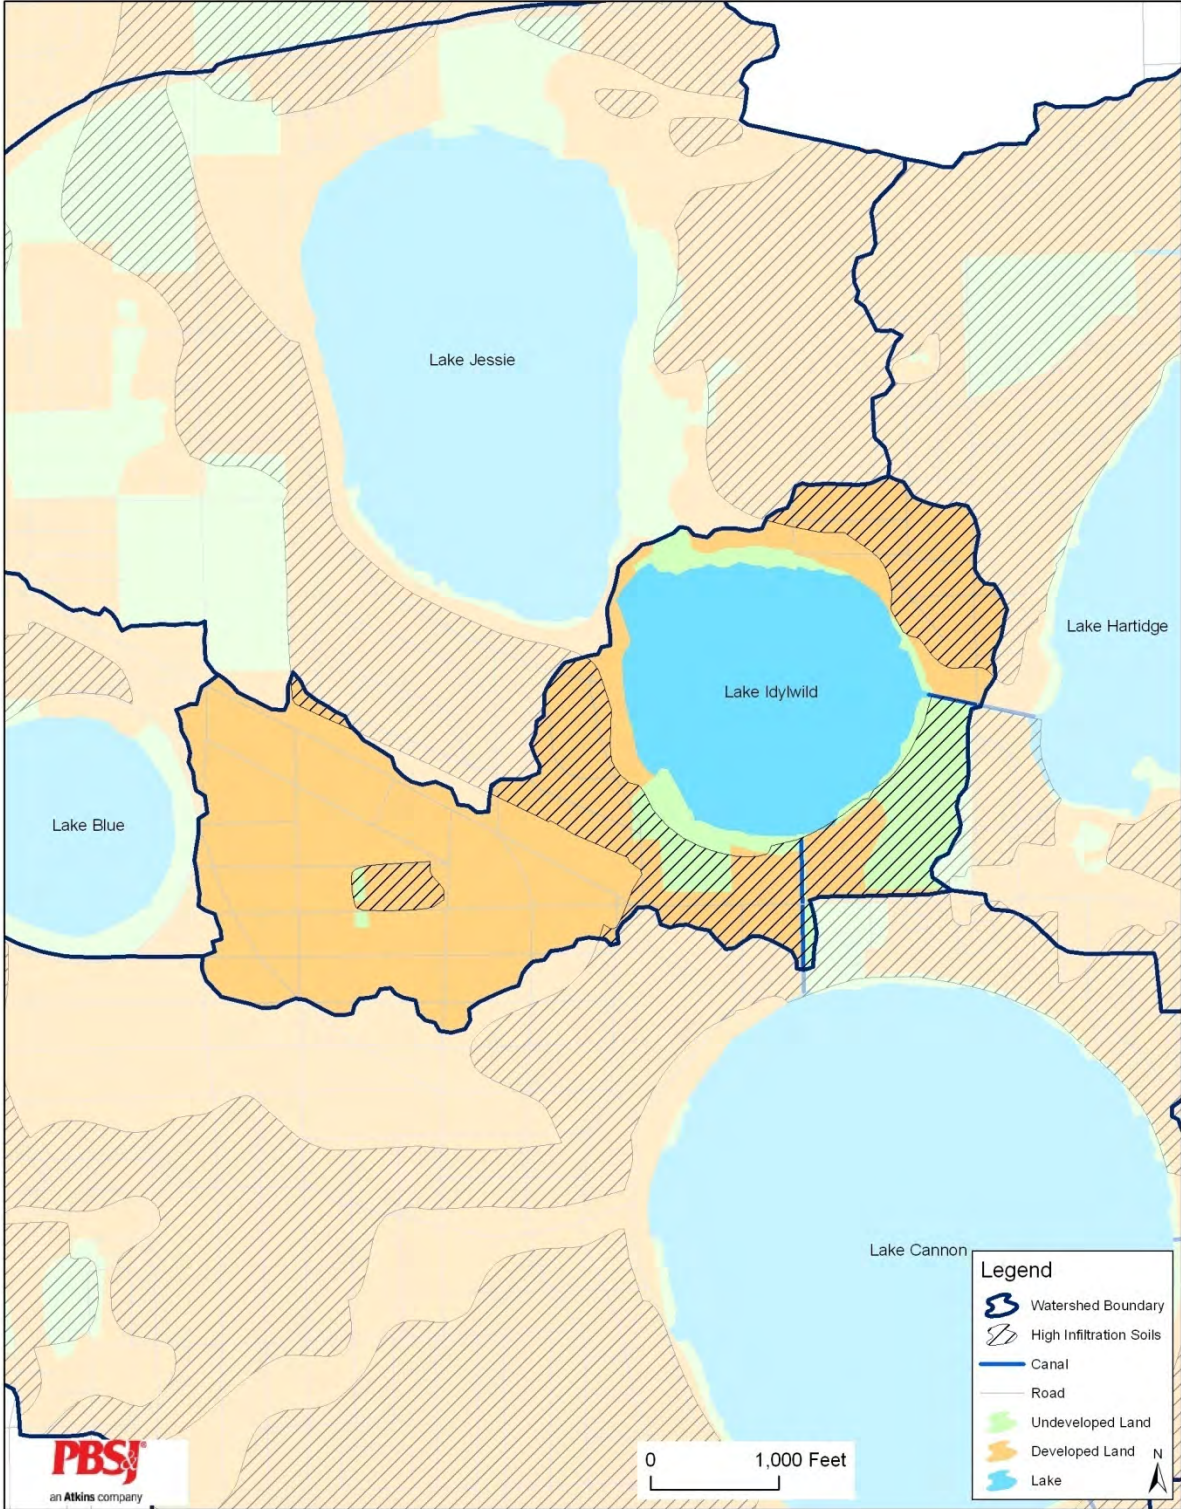 Lake Jessie
Lake Hartidge
Lake Idylwild
Lake Blue
Lake Cannon
Legend
Watershed Boundary
High Infiltration Soils
Canal
Road
Undeveloped Land
Developed Land
Lake
N
0 1,000 Feet
PBS&J®
an Atkins company